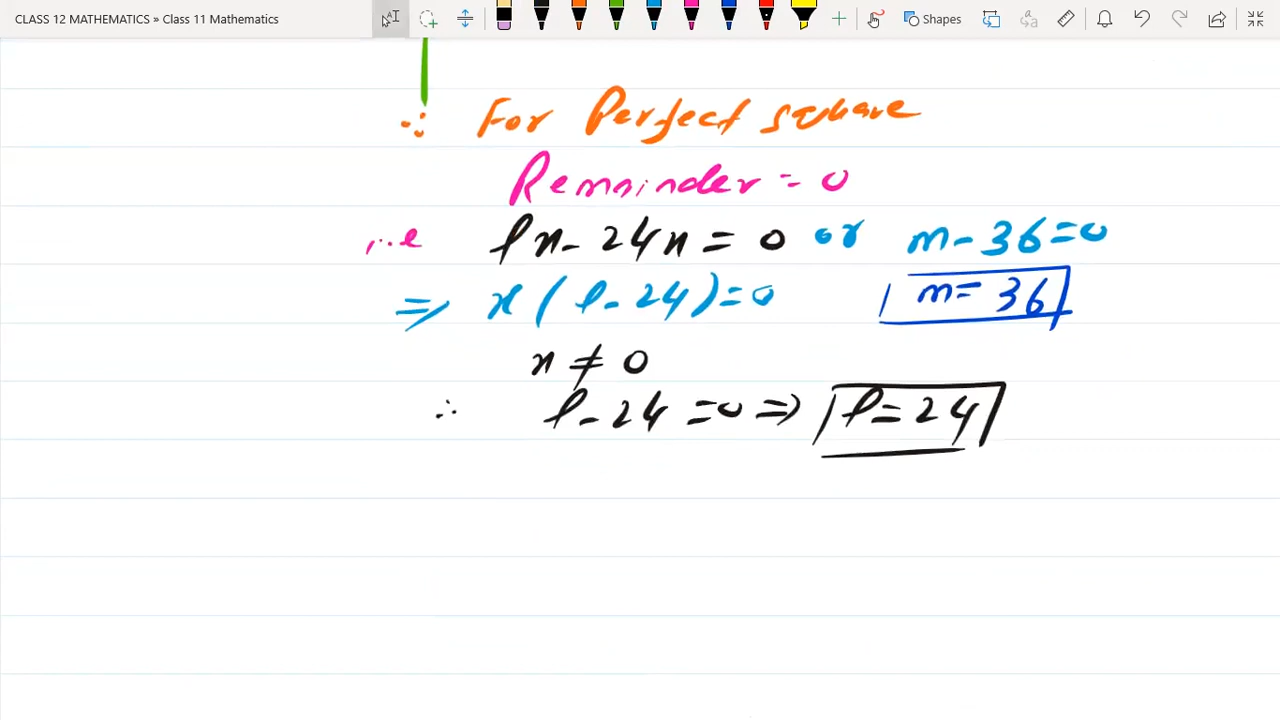 CLASS 12 MATHEMATICS » Class 11 Mathematics
Shapes
∵ For Perfect square
Remainder = 0
i.e lx - 24x = 0 or m - 36 = 0
⇒ x(l - 24) = 0 m = 36
x ≠ 0
∴ l - 24 = 0 ⇒ l = 24